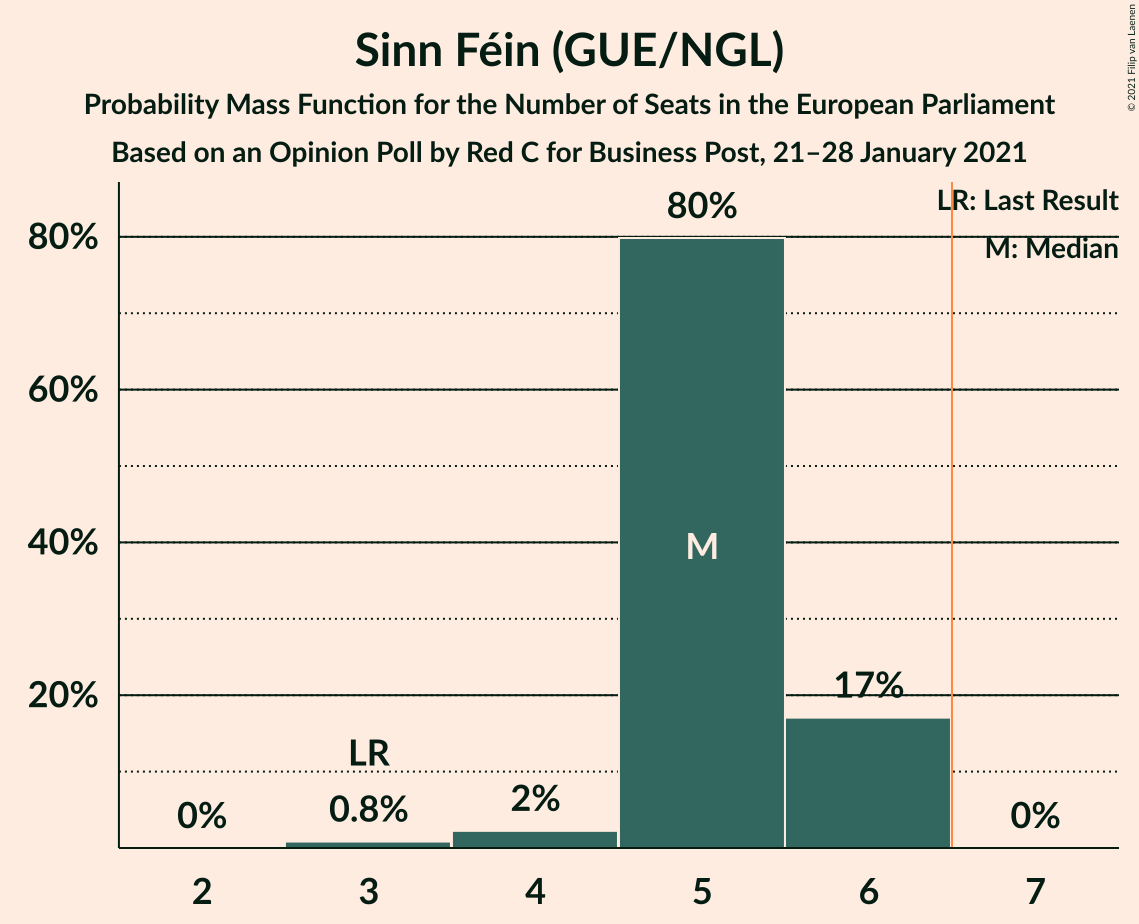 Sinn Féin (GUE/NGL)
Probability Mass Function for the Number of Seats in the European Parliament
Based on an Opinion Poll by Red C for Business Post, 21–28 January 2021
© 2021 Filip van Laenen
LR: Last Result
M: Median
80%
60%
40%
20%
0%
LR
0.8%
2%
80%
M
17%
0%
2 3 4 5 6 7